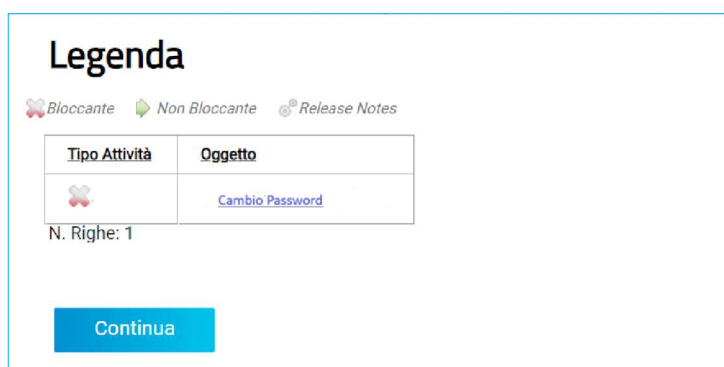 Legenda
Bloccante Non Bloccante Release Notes
Tipo Attività Oggetto
Cambio Password
N. Righe: 1
Continua